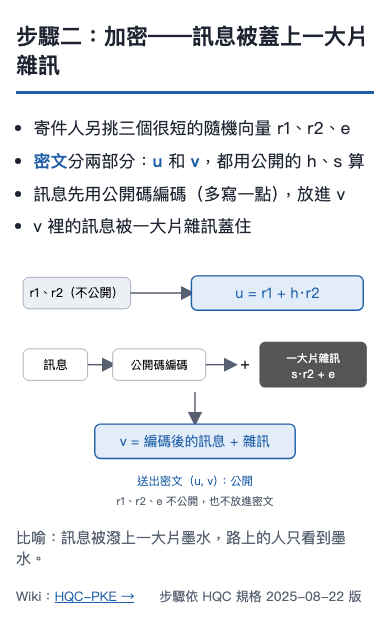 步驟二：加密——訊息被蓋上一大片
雜訊
• 寄件人另挑三個很短的隨機向量 r1、r2、e
• 密文分兩部分：u 和 v，都用公開的 h、s 算
• 訊息先用公開碼編碼（多寫一點），放進 v
• v 裡的訊息被一大片雜訊蓋住
r1、r2（不公開）
u = r1 + h·r2
訊息
公開碼編碼
+
一大片雜訊
s·r2 + e
v = 編碼後的訊息 + 雜訊
送出密文（u, v）：公開
r1、r2、e 不公開，也不放進密文
比喻：訊息被潑上一大片墨水，路上的人只看到墨
水。
Wiki：HQC-PKE → 步驟依 HQC 規格 2025-08-22 版